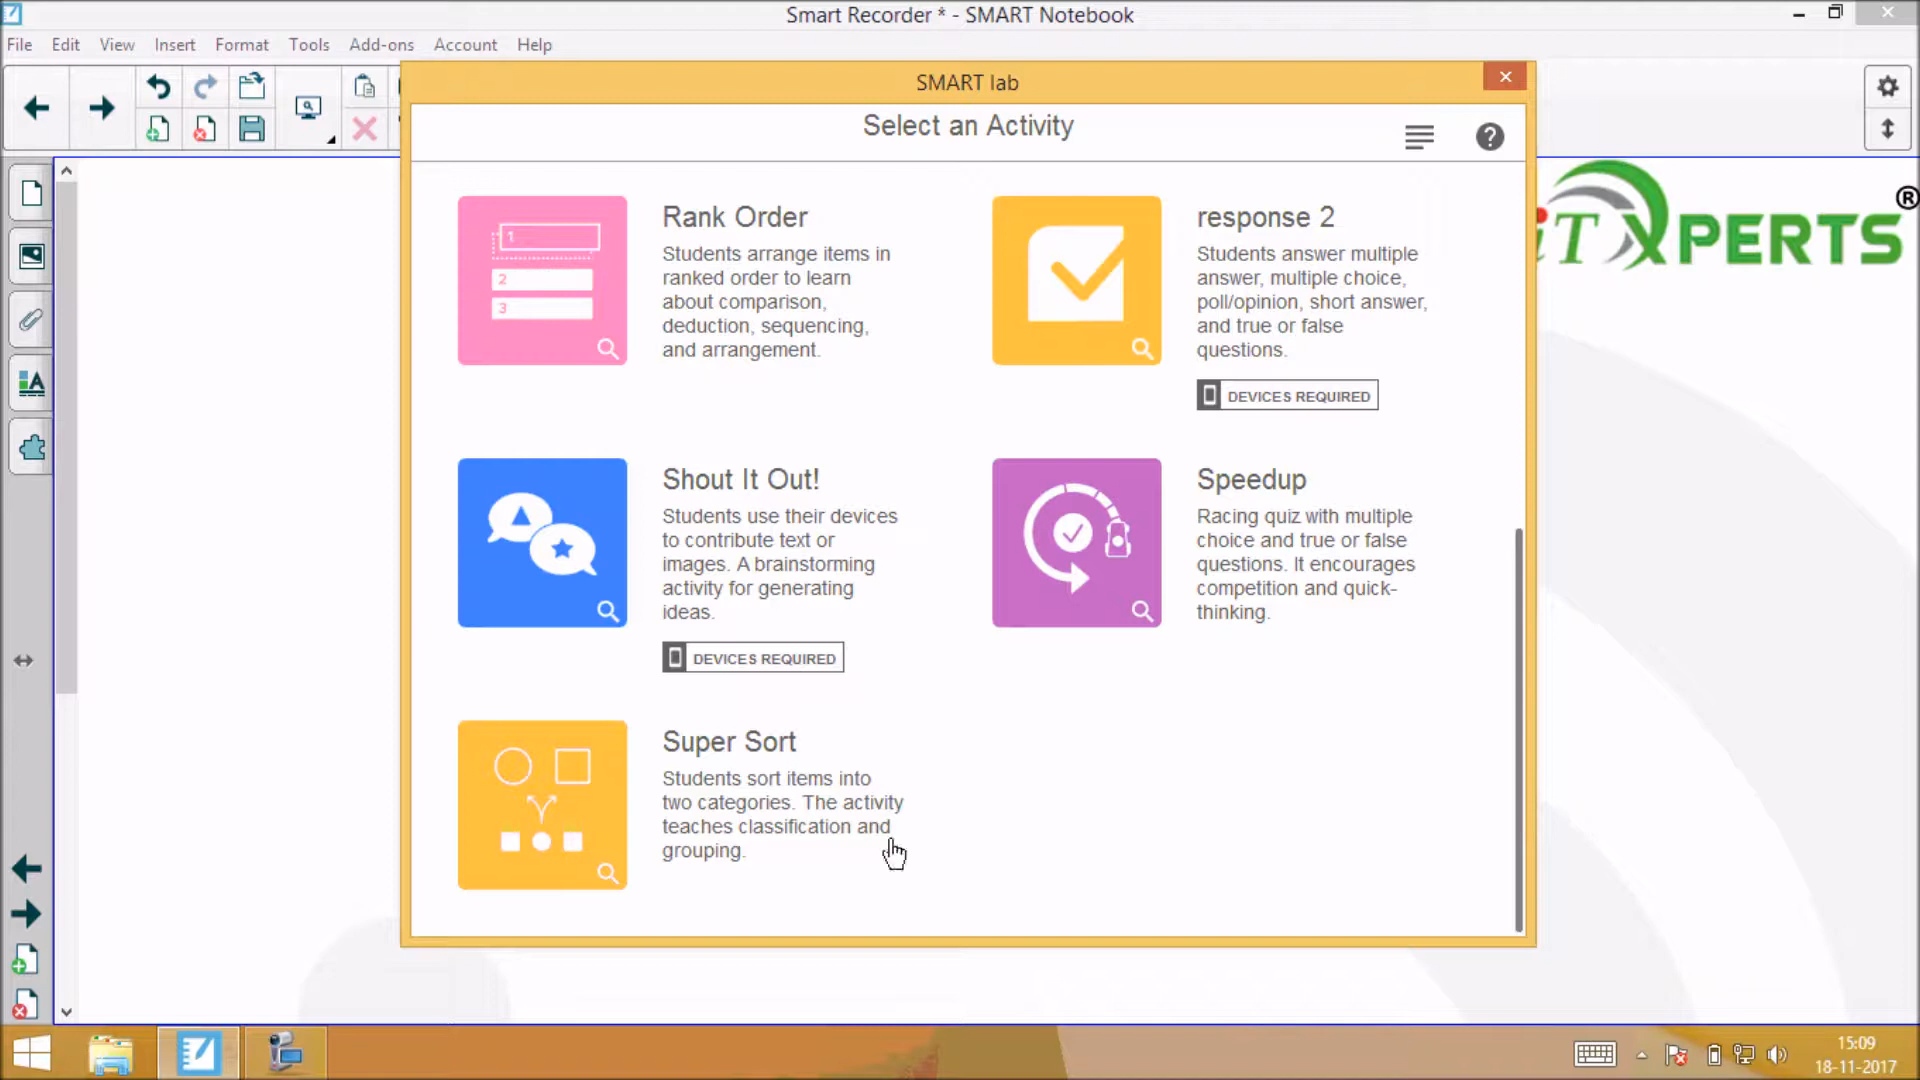 Smart Recorder * - SMART Notebook
File Edit View Insert Format Tools Add-ons Account Help
SMART lab
Select an Activity
Rank Order
Students arrange items in
ranked order to learn
about comparison,
deduction, sequencing,
and arrangement.
1
2
3
response 2
Students answer multiple
answer, multiple choice,
poll/opinion, short answer,
and true or false
questions.
DEVICES REQUIRED
Shout It Out!
Students use their devices
to contribute text or
images. A brainstorming
activity for generating
ideas.
DEVICES REQUIRED
Speedup
Racing quiz with multiple
choice and true or false
questions. It encourages
competition and quick-
thinking.
Super Sort
Students sort items into
two categories. The activity
teaches classification and
grouping.
iT XPERTS ®
15:09
18-11-2017